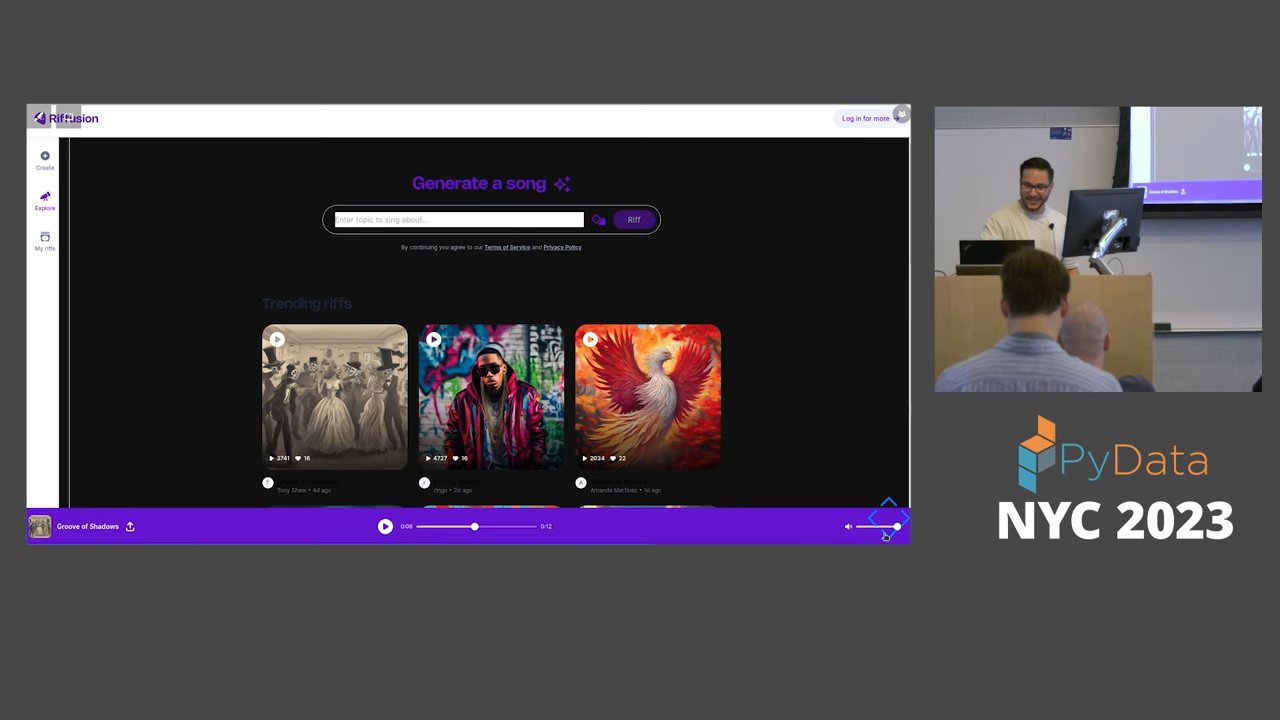 Riffusion
Log in for more
Create
Explore
My riffs
Generate a song
Enter topic to sing about...
Riff
By continuing you agree to our Terms of Service and Privacy Policy
Trending riffs
3741 16
4727 16
2034 22
T
Tony Shaw • 4d ago
r
ringo • 2d ago
A
Amanda Martinez • 1d ago
Groove of Shadows
0:06
0:12
Groove of Shadows
PyData
NYC 2023